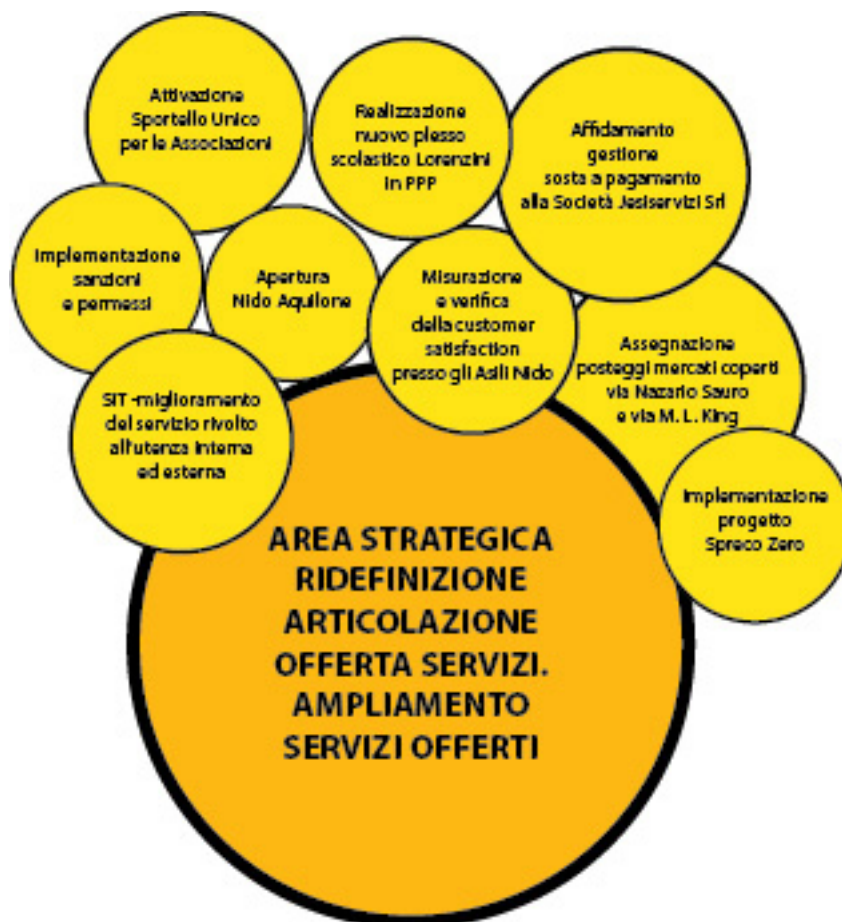 Attivazione
Sportello Unico
per le Associazioni
Realizzazione
nuovo plesso
scolastico Lorenzini
in PPP
Affidamento
gestione
sosta a pagamento
alla Società Jesiservizi Srl
Implementazione
sanzioni
e permessi
Apertura
Nido Aquilone
Misurazione
e verifica
della customer
satisfaction
presso gli Asili Nido
Assegnazione
posteggi mercati coperti
via Nazario Sauro
e via M. L. King
SIT -miglioramento
del servizio rivolto
all'utenza interna
ed esterna
Implementazione
progetto
Spreco Zero
AREA STRATEGICA
RIDEFINIZIONE
ARTICOLAZIONE
OFFERTA SERVIZI.
AMPLIAMENTO
SERVIZI OFFERTI